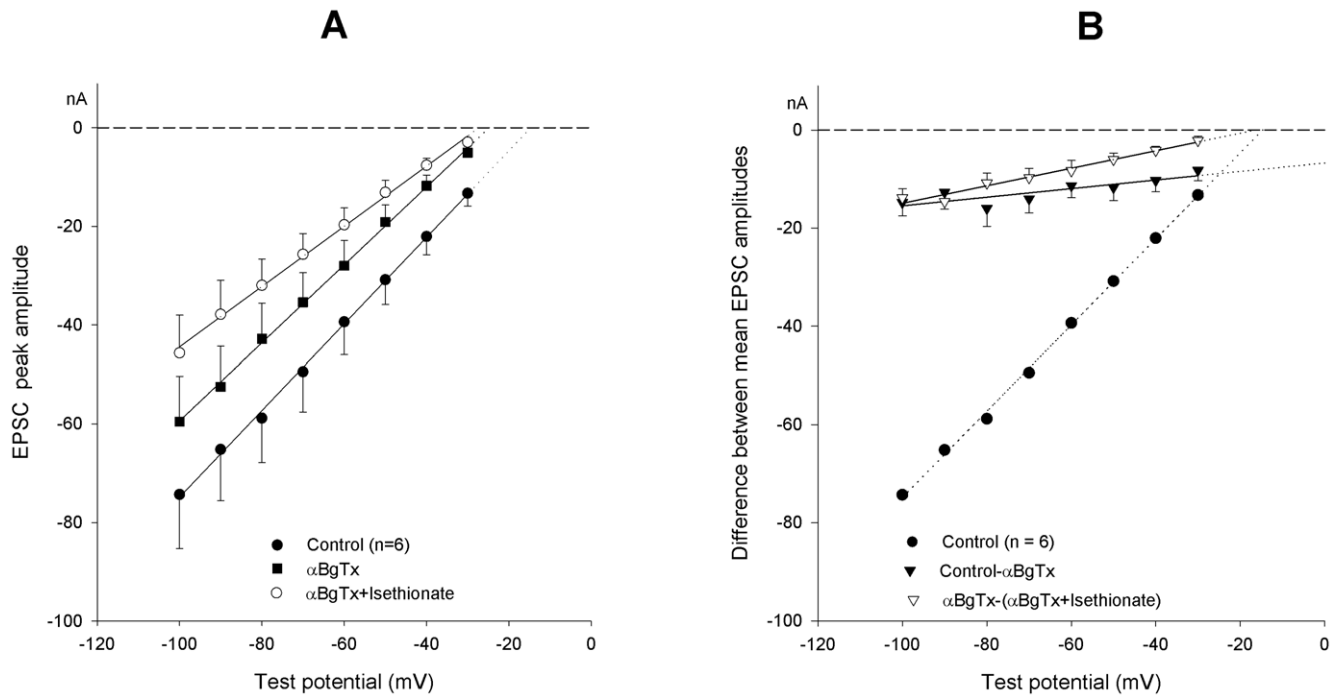 A
nA
0
-20
-40
-60
-80
-100
-120
-100
-80
-60
-40
-20
0
EPSC peak amplitude
Test potential (mV)
Control (n=6)
αBgTx
αBgTx+Isethionate
B
nA
0
-20
-40
-60
-80
-100
-120
-100
-80
-60
-40
-20
0
Difference between mean EPSC amplitudes
Test potential (mV)
Control (n = 6)
Control-αBgTx
αBgTx-(αBgTx+Isethionate)